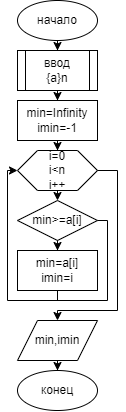 начало
ввод
{a}n
min=Infinity
imin=-1
i=0
i<n
i++
min>=a[i]
min=a[i]
imin=i
min,imin
конец